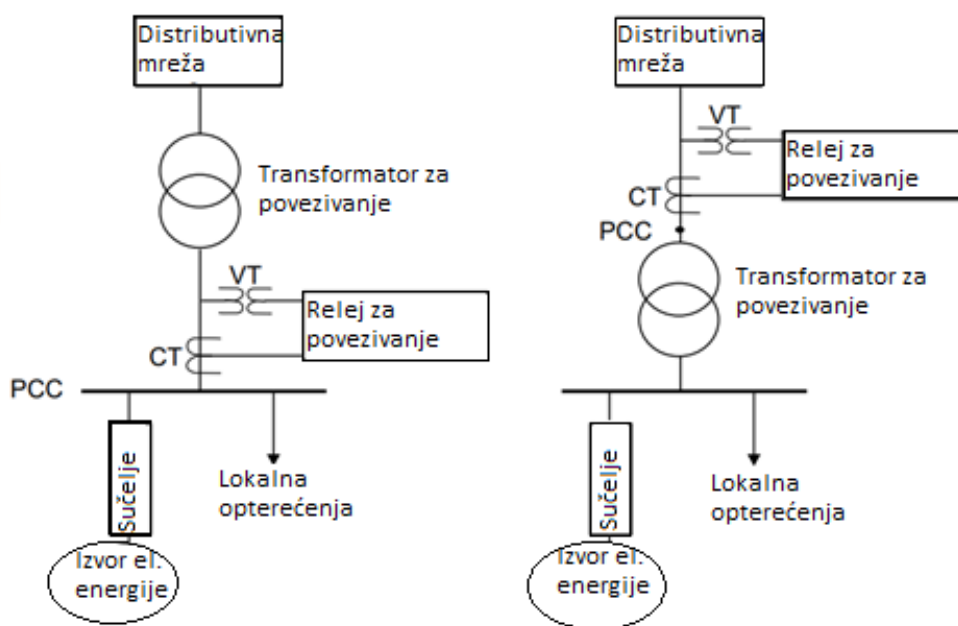 Distributivna
mreža
Transformator za
povezivanje
VT
Relej za
povezivanje
CT
PCC
Sučelje
Lokalna
opterećenja
Izvor el.
energije
Distributivna
mreža
VT
Relej za
povezivanje
CT
PCC
Transformator za
povezivanje
Sučelje
Lokalna
opterećenja
Izvor el.
energije